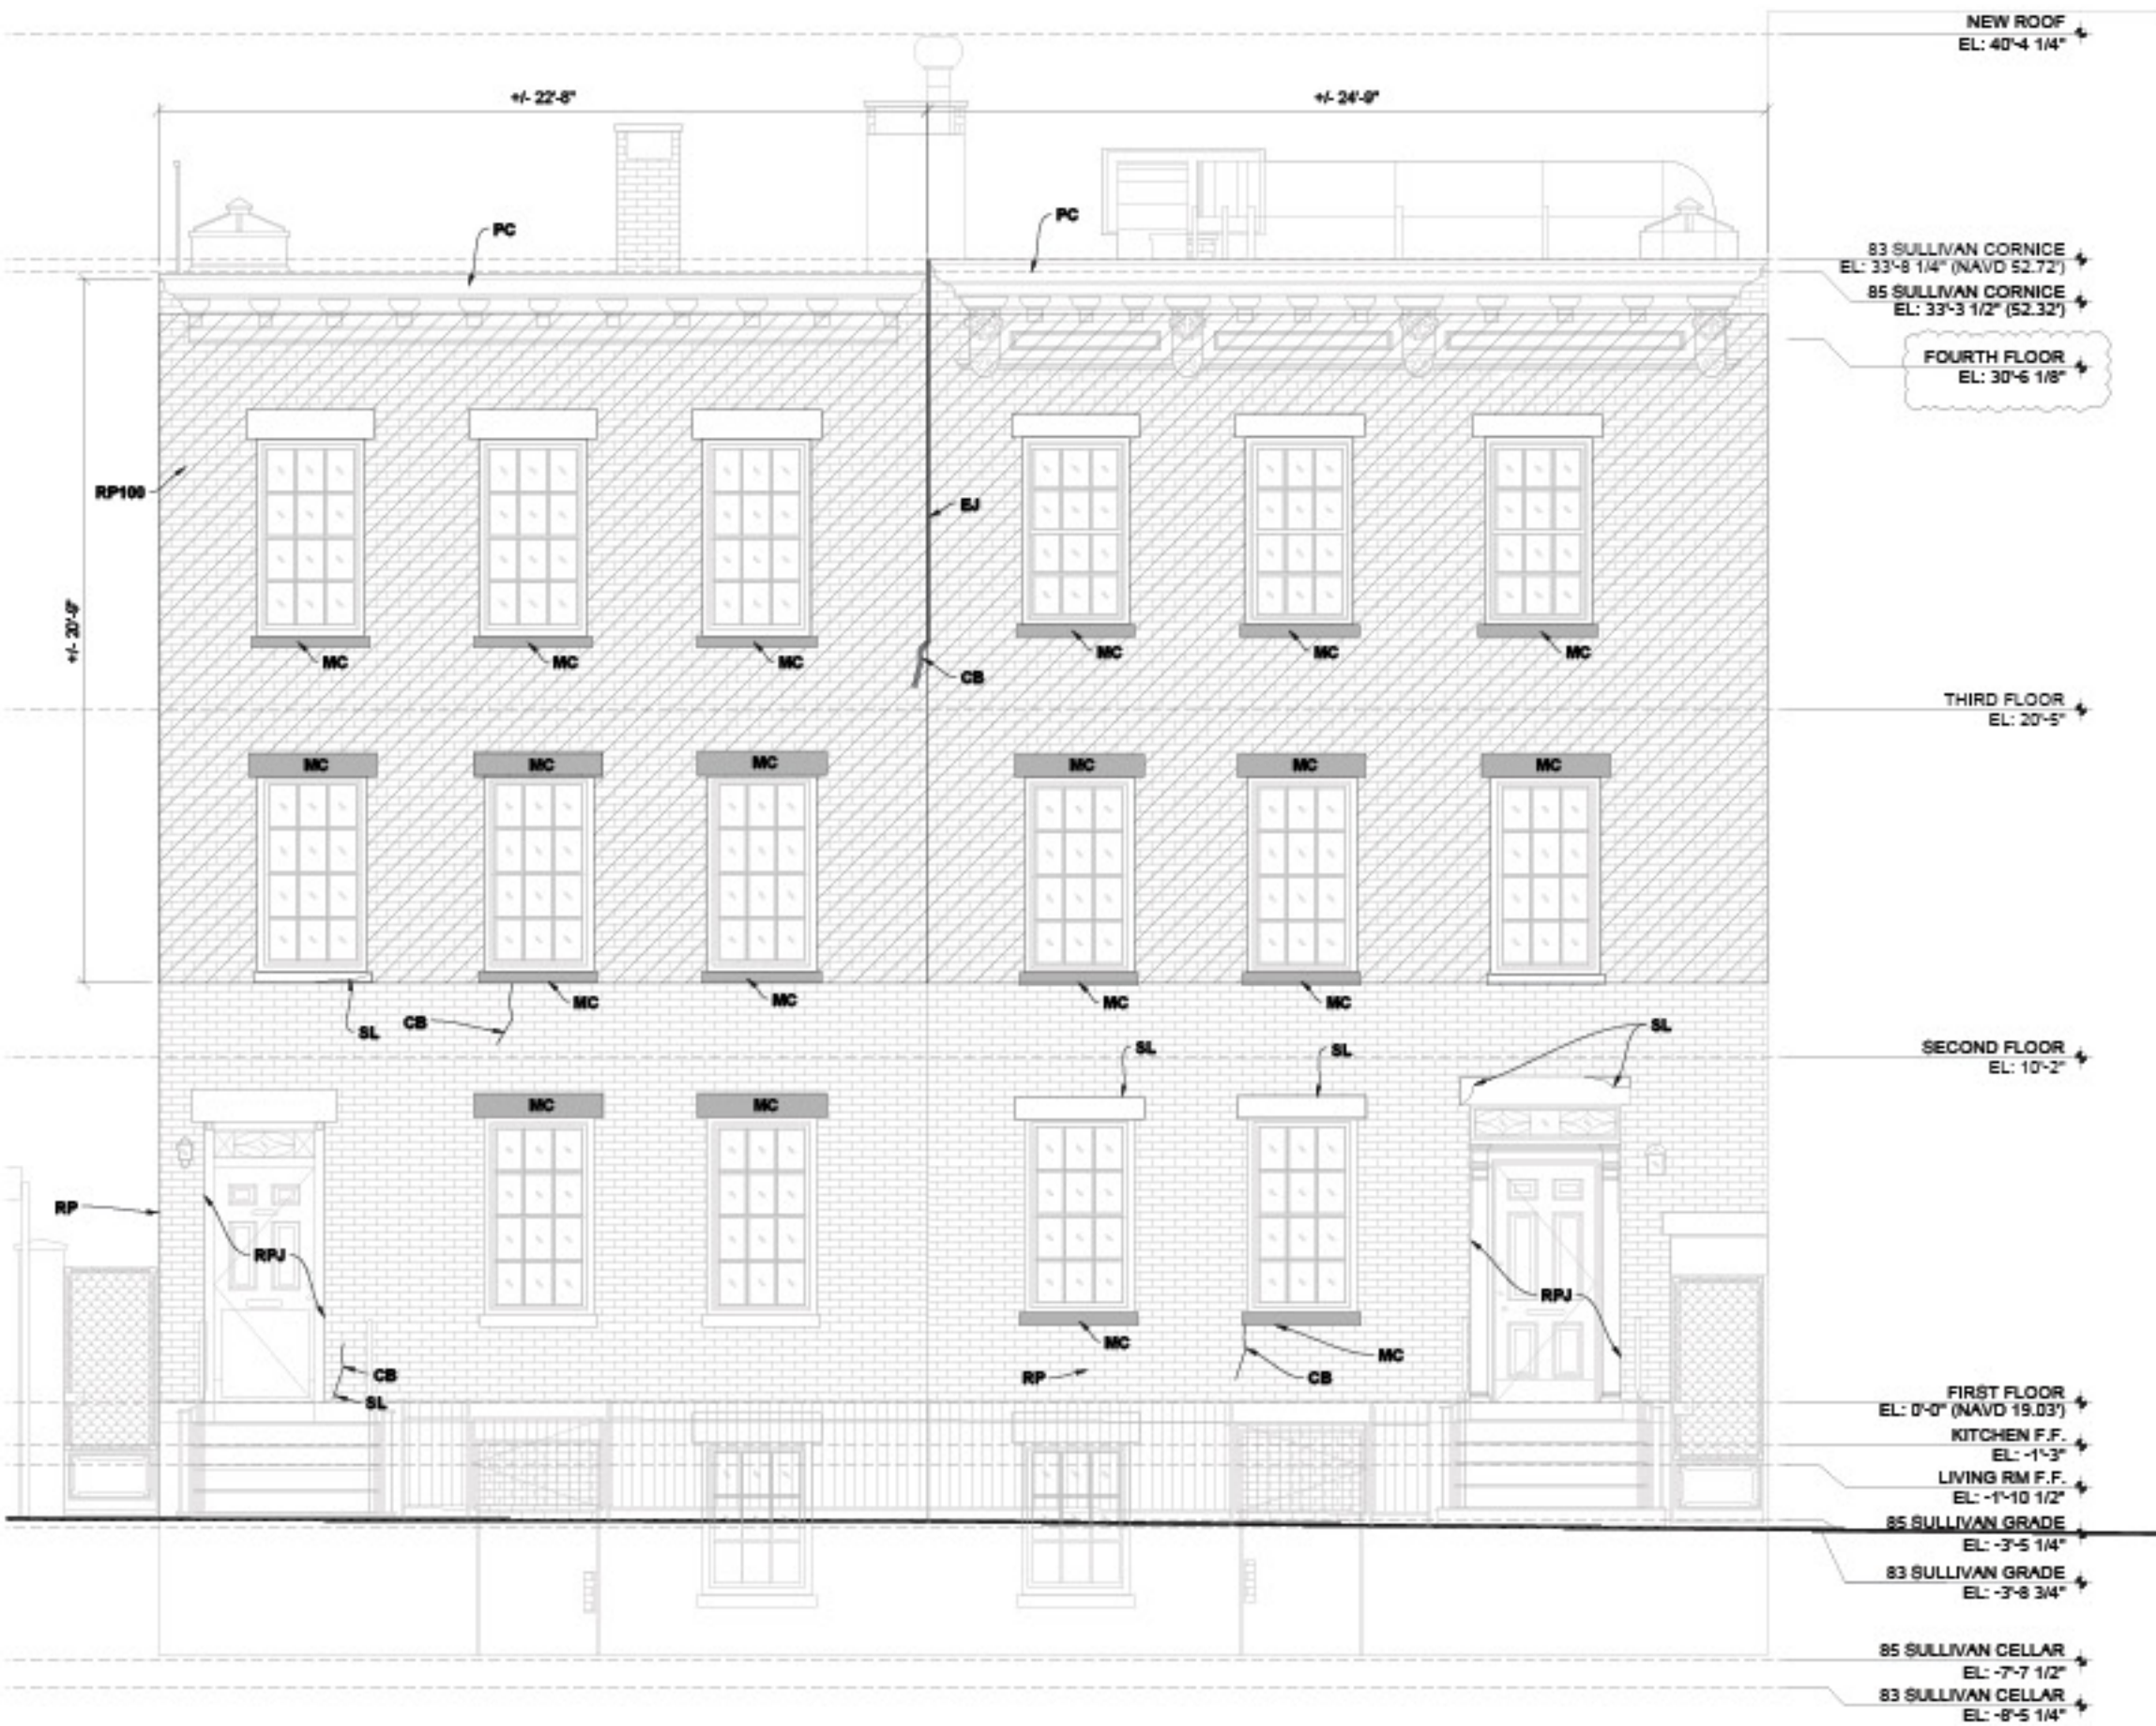 NEW ROOF
EL: 40'-4 1/4"
+/- 22'-8"
+/- 24'-9"
PC
PC
83 SULLIVAN CORNICE
EL: 33'-8 1/4" (NAVD 52.72')
85 SULLIVAN CORNICE
EL: 33'-3 1/2" (52.32')
FOURTH FLOOR
EL: 30'-6 1/8"
RP100
EJ
+/- 20'-9"
MC
MC
MC
CB
MC
MC
MC
THIRD FLOOR
EL: 20'-5"
MC
MC
MC
MC
MC
MC
SL
CB
MC
MC
MC
MC
SL
SL
SL
SECOND FLOOR
EL: 10'-2"
MC
MC
RP
RPJ
RPJ
MC
MC
CB
SL
RP
CB
FIRST FLOOR
EL: 0'-0" (NAVD 19.03')
KITCHEN F.F.
EL: -1'-3"
LIVING RM F.F.
EL: -1'-10 1/2"
85 SULLIVAN GRADE
EL: -3'-5 1/4"
83 SULLIVAN GRADE
EL: -3'-8 3/4"
85 SULLIVAN CELLAR
EL: -7'-7 1/2"
83 SULLIVAN CELLAR
EL: -8'-5 1/4"